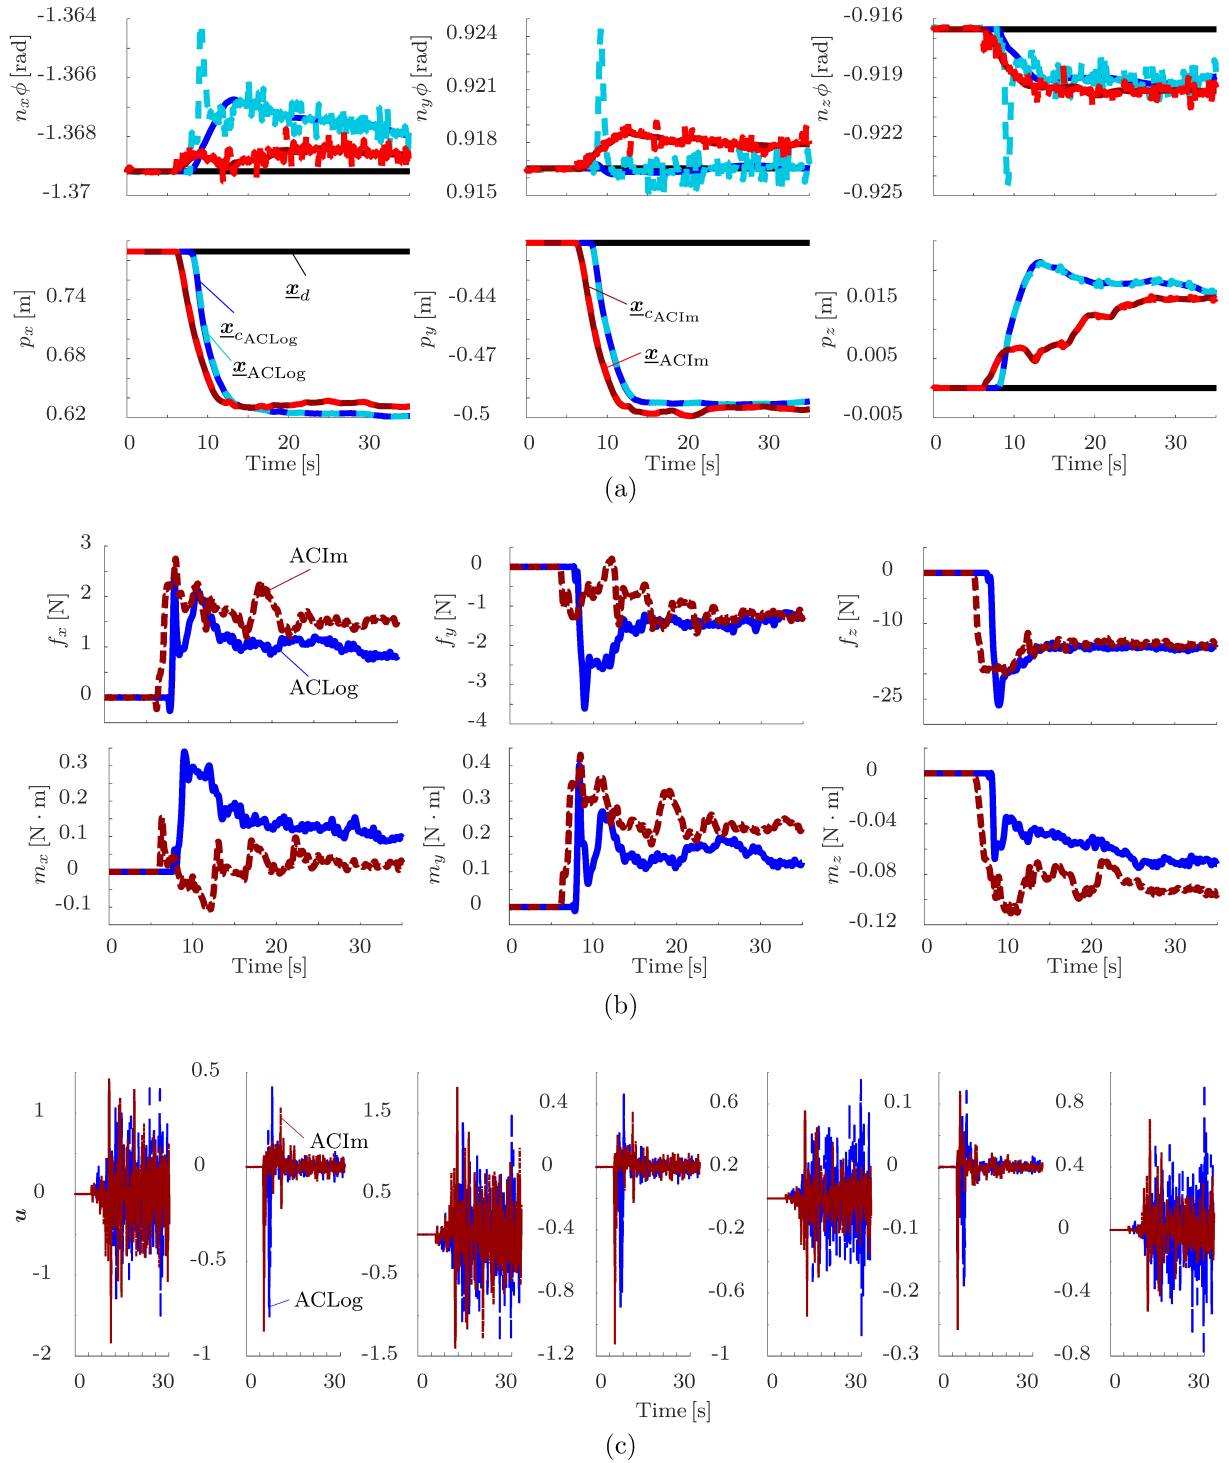 -1.364
-1.366
-1.368
-1.37
nₓϕ [rad]
0.924
0.921
0.918
0.915
n_yϕ [rad]
-0.916
-0.919
-0.922
-0.925
n_zϕ [rad]
0.74
0.68
0.62
pₓ [m]
x_d
x_cACLog
x_ACLog
0 10 20 30
Time [s]
-0.44
-0.47
-0.5
p_y [m]
x_cACIm
x_ACIm
0 10 20 30
Time [s]
0.015
0.005
-0.005
p_z [m]
0 10 20 30
Time [s]
(a)
3
2
1
0
fₓ [N]
ACIm
ACLog
0
-1
-2
-3
-4
f_y [N]
0
-10
-25
f_z [N]
0.3
0.2
0.1
0
-0.1
mₓ [N · m]
0 10 20 30
Time [s]
0.4
0.3
0.2
0.1
0
m_y [N · m]
0 10 20 30
Time [s]
0
-0.04
-0.08
-0.12
m_z [N · m]
0 10 20 30
Time [s]
(b)
u
1
0
-1
-2
0 30
0.5
0
-0.5
-1
ACIm
ACLog
0 30
1.5
0.5
-0.5
-1.5
0 30
0.4
0
-0.4
-0.8
-1.2
0 30
0.6
0.2
-0.2
-0.6
-1
0 30
0.1
0
-0.1
-0.2
-0.3
0 30
0.8
0.4
0
-0.4
-0.8
0 30
Time [s]
(c)